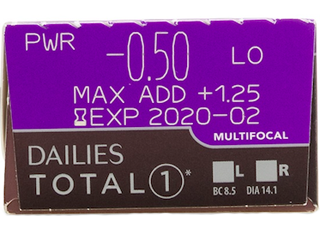 PWR -0.50 LO
MAX ADD +1.25
EXP 2020-02
MULTIFOCAL
DAILIES
TOTAL 1*
L R
BC 8.5 DIA 14.1